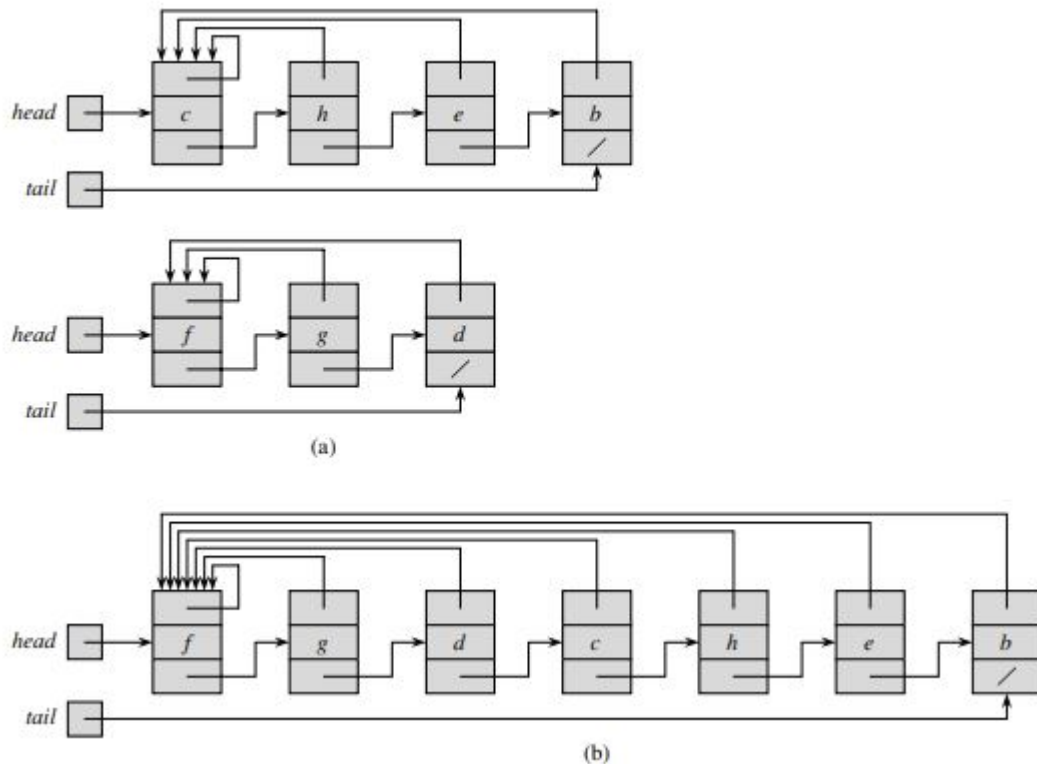 head c h e b
tail
head f g d
tail
(a)
head f g d c h e b
tail
(b)